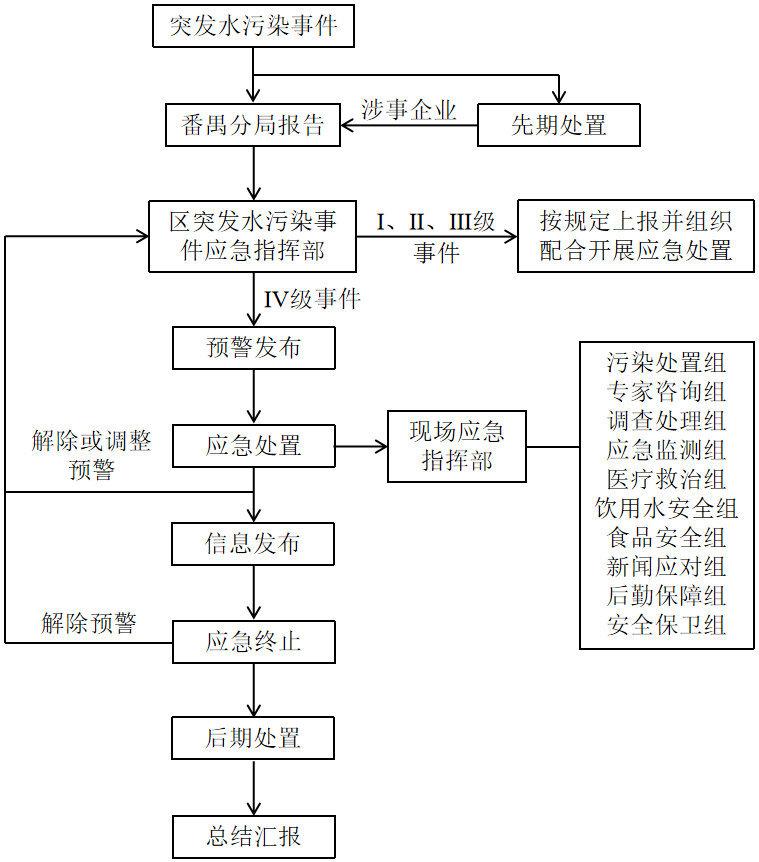 突发水污染事件
涉事企业
番禺分局报告
先期处置
区突发水污染事
件应急指挥部
I、II、III级
事件
按规定上报并组织
配合开展应急处置
IV级事件
预警发布
解除或调整
预警
应急处置
现场应急
指挥部
污染处置组
专家咨询组
调查处理组
应急监测组
医疗救治组
饮用水安全组
食品安全组
新闻应对组
后勤保障组
安全保卫组
信息发布
解除预警
应急终止
后期处置
总结汇报